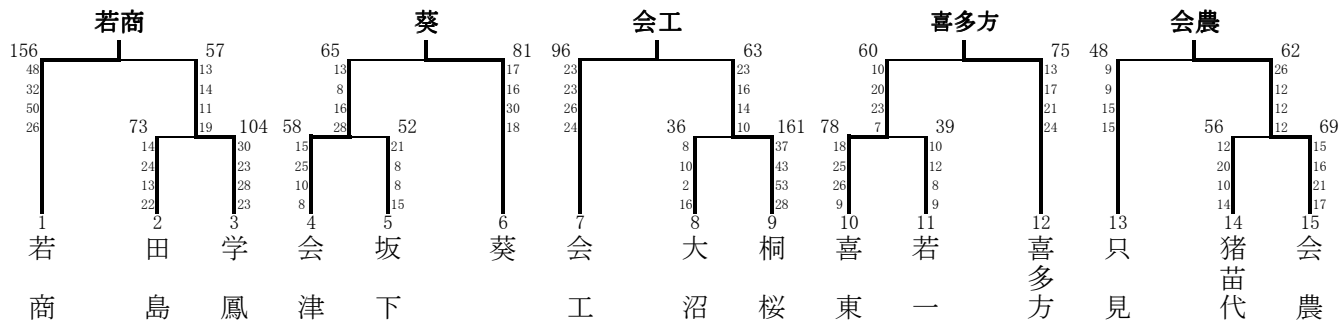 若商 葵 会工 喜多方 会農
156 57 65 81 96 63 60 75 48 62
48 13 13 17 23 23 10 13 9 26
32 14 8 16 23 16 20 17 9 12
50 11 16 30 26 14 23 21 15 12
26 19 28 18 24 10 7 24 15 12
73 104 58 52 36 161 78 39 56 69
14 30 15 21 8 37 18 10 12 15
24 23 25 8 10 43 25 12 20 16
13 28 10 8 2 53 26 8 10 21
22 23 8 15 16 28 9 9 14 17
1 2 3 4 5 6 7 8 9 10 11 12 13 14 15
若商 田島 学鳳 会津 坂下 葵 会工 大沼 桐桜 喜東 若一 喜多方 只見 猪苗代 会農